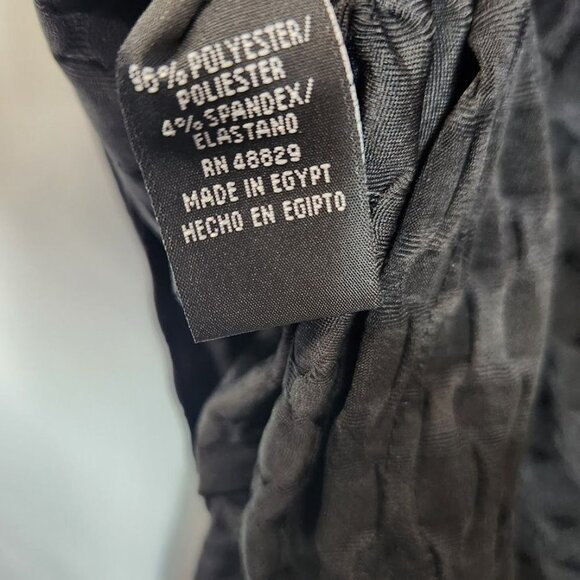 96% POLYESTER/
POLIESTER
4% SPANDEX/
ELASTANO
RN 48829
MADE IN EGYPT
HECHO EN EGIPTO